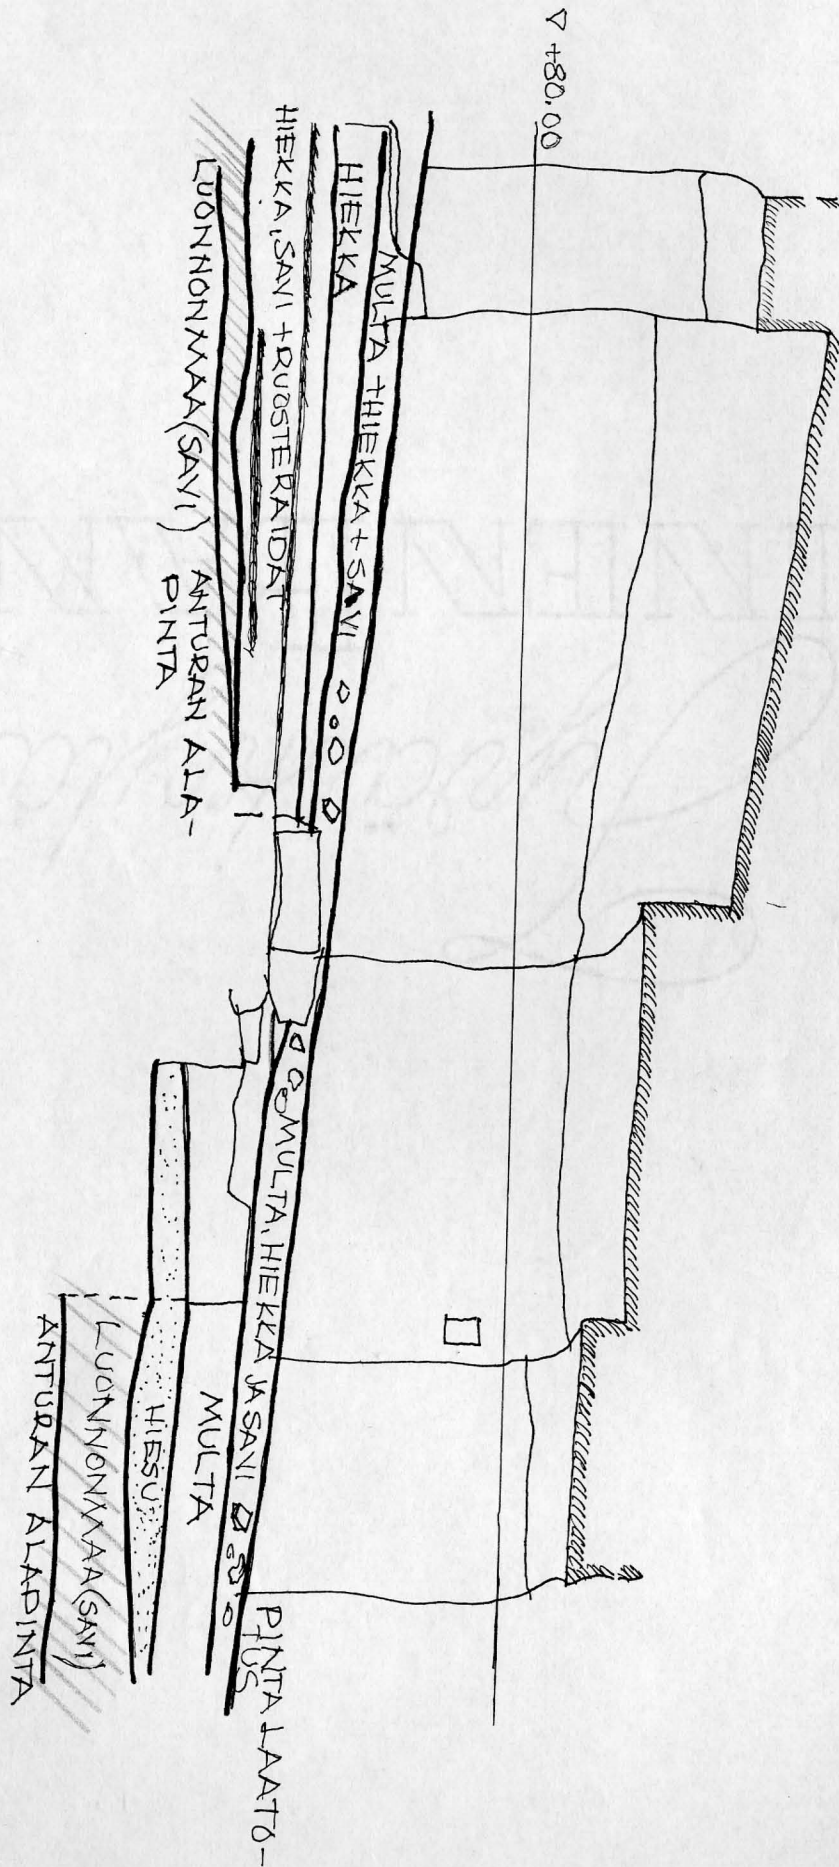 ▽ +80.00
PINTA LAATO-
TUS
MULTA + HIEKKA + SAVI
HIEKKA
HIEKKA, SAVI + RUOSTERAIDAT
LUONNONMAA (SAVI)
ANTURAN ALA-
PINTA
MULTA, HIEKKA JA SAVI
MULTA
HIESU
LUONNONMAA (SAVI)
ANTURAN ALAPINTA